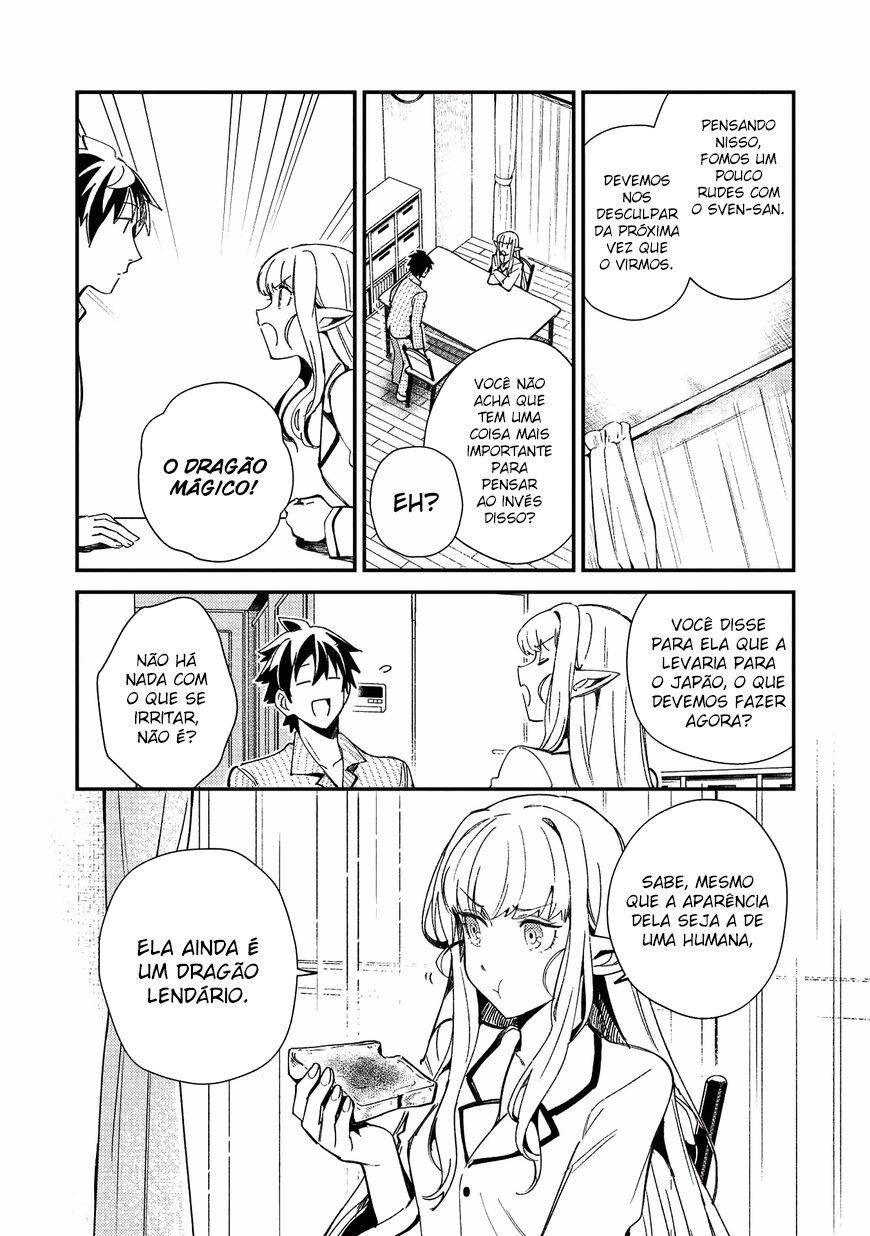 PENSANDO
NISSO,
FOMOS UM
POUCO
RUDES COM
O SVEN-SAN.
DEVEMOS
NOS
DESCULPAR
DA PRÓXIMA
VEZ QUE
O VIRMOS.
VOCÊ NÃO
ACHA QUE
TEM UMA
COISA MAIS
IMPORTANTE
PARA
PENSAR
AO INVÉS
DISSO?
EH?
O DRAGÃO
MÁGICO!
VOCÊ DISSE
PARA ELA QUE A
LEVARIA PARA
O JAPÃO, O QUE
DEVEMOS FAZER
AGORA?
NÃO HÁ
NADA COM
O QUE SE
IRRITAR,
NÃO É?
SABE, MESMO
QUE A APARÊNCIA
DELA SEJA A DE
UMA HUMANA,
ELA AINDA É
UM DRAGÃO
LENDÁRIO.